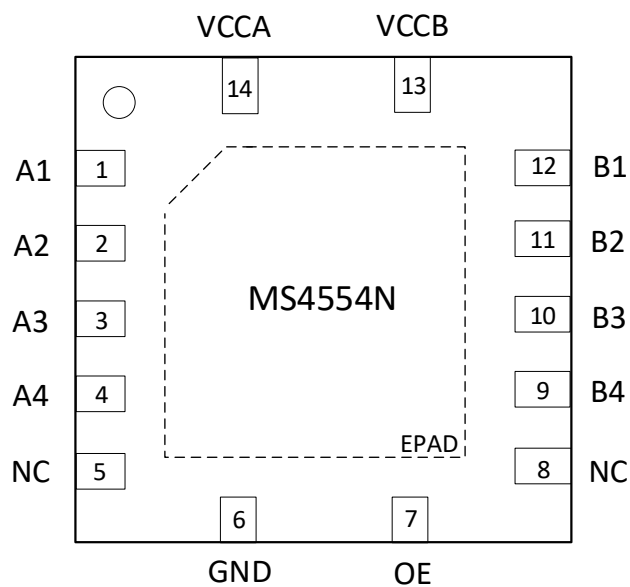 VCCA VCCB
14 13
A1 1 12 B1
A2 2 11 B2
MS4554N
A3 3 10 B3
A4 4 9 B4
EPAD
NC 5 8 NC
6 7
GND OE